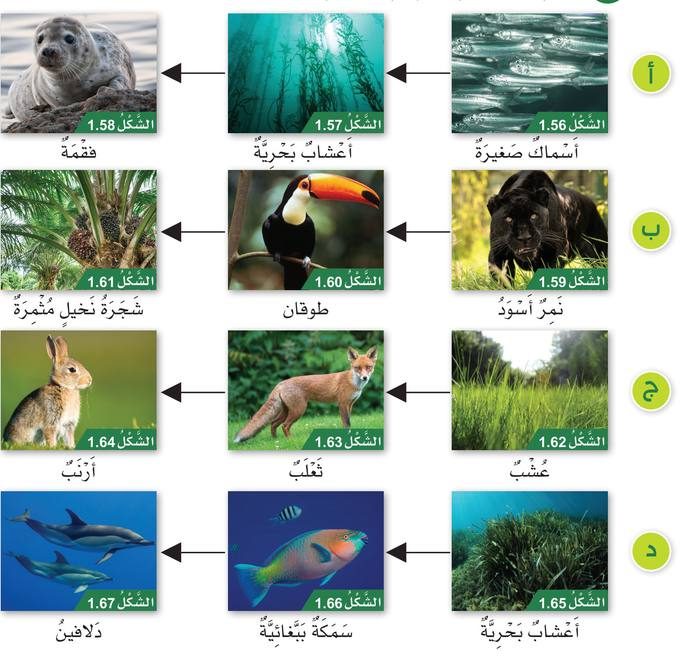 أ
الشَّكْلُ 1.56
الشَّكْلُ 1.57
الشَّكْلُ 1.58
أَسْماكٌ صَغيرَةٌ
أَعْشابٌ بَحْرِيَّةٌ
فقْمَةٌ
ب
الشَّكْلُ 1.59
الشَّكْلُ 1.60
الشَّكْلُ 1.61
نَمِرٌ أَسْوَدُ
طوقان
شَجَرَةُ نَخيلٍ مُثْمِرَةٌ
ج
الشَّكْلُ 1.62
الشَّكْلُ 1.63
الشَّكْلُ 1.64
عُشْبٌ
ثَعْلَبٌ
أَرْنَبٌ
د
الشَّكْلُ 1.65
الشَّكْلُ 1.66
الشَّكْلُ 1.67
أَعْشابٌ بَحْرِيَّةٌ
سَمَكَةٌ بَبَّغائِيَّةٌ
دَلافينُ